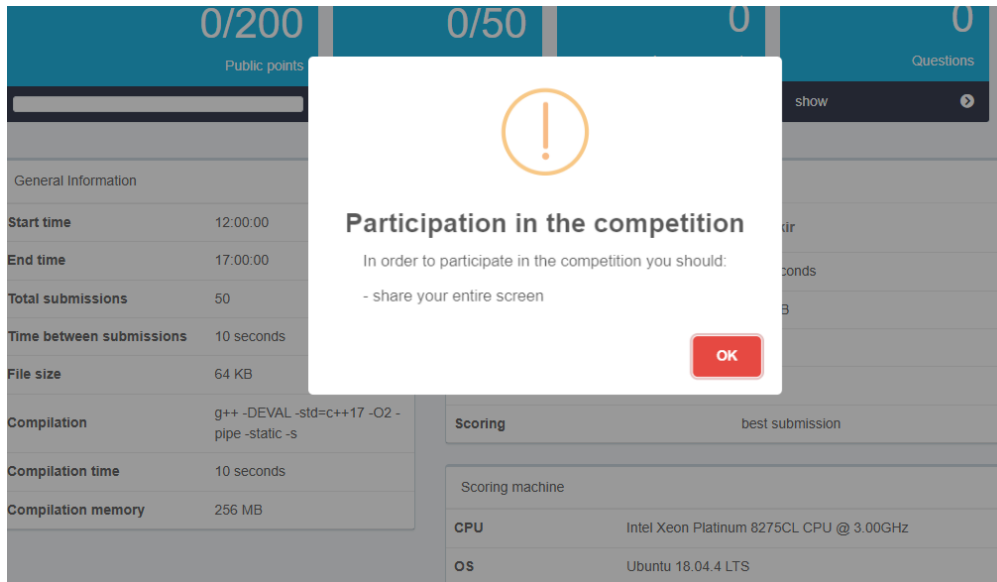 0/200
0/50
0
0
Public points
Questions
show
Participation in the competition
In order to participate in the competition you should:
- share your entire screen
OK
General Information
Start time 12:00:00
End time 17:00:00
Total submissions 50
Time between submissions 10 seconds
File size 64 KB
Compilation g++ -DEVAL -std=c++17 -O2 -
pipe -static -s
Compilation time 10 seconds
Compilation memory 256 MB
Scoring best submission
Scoring machine
CPU Intel Xeon Platinum 8275CL CPU @ 3.00GHz
OS Ubuntu 18.04.4 LTS